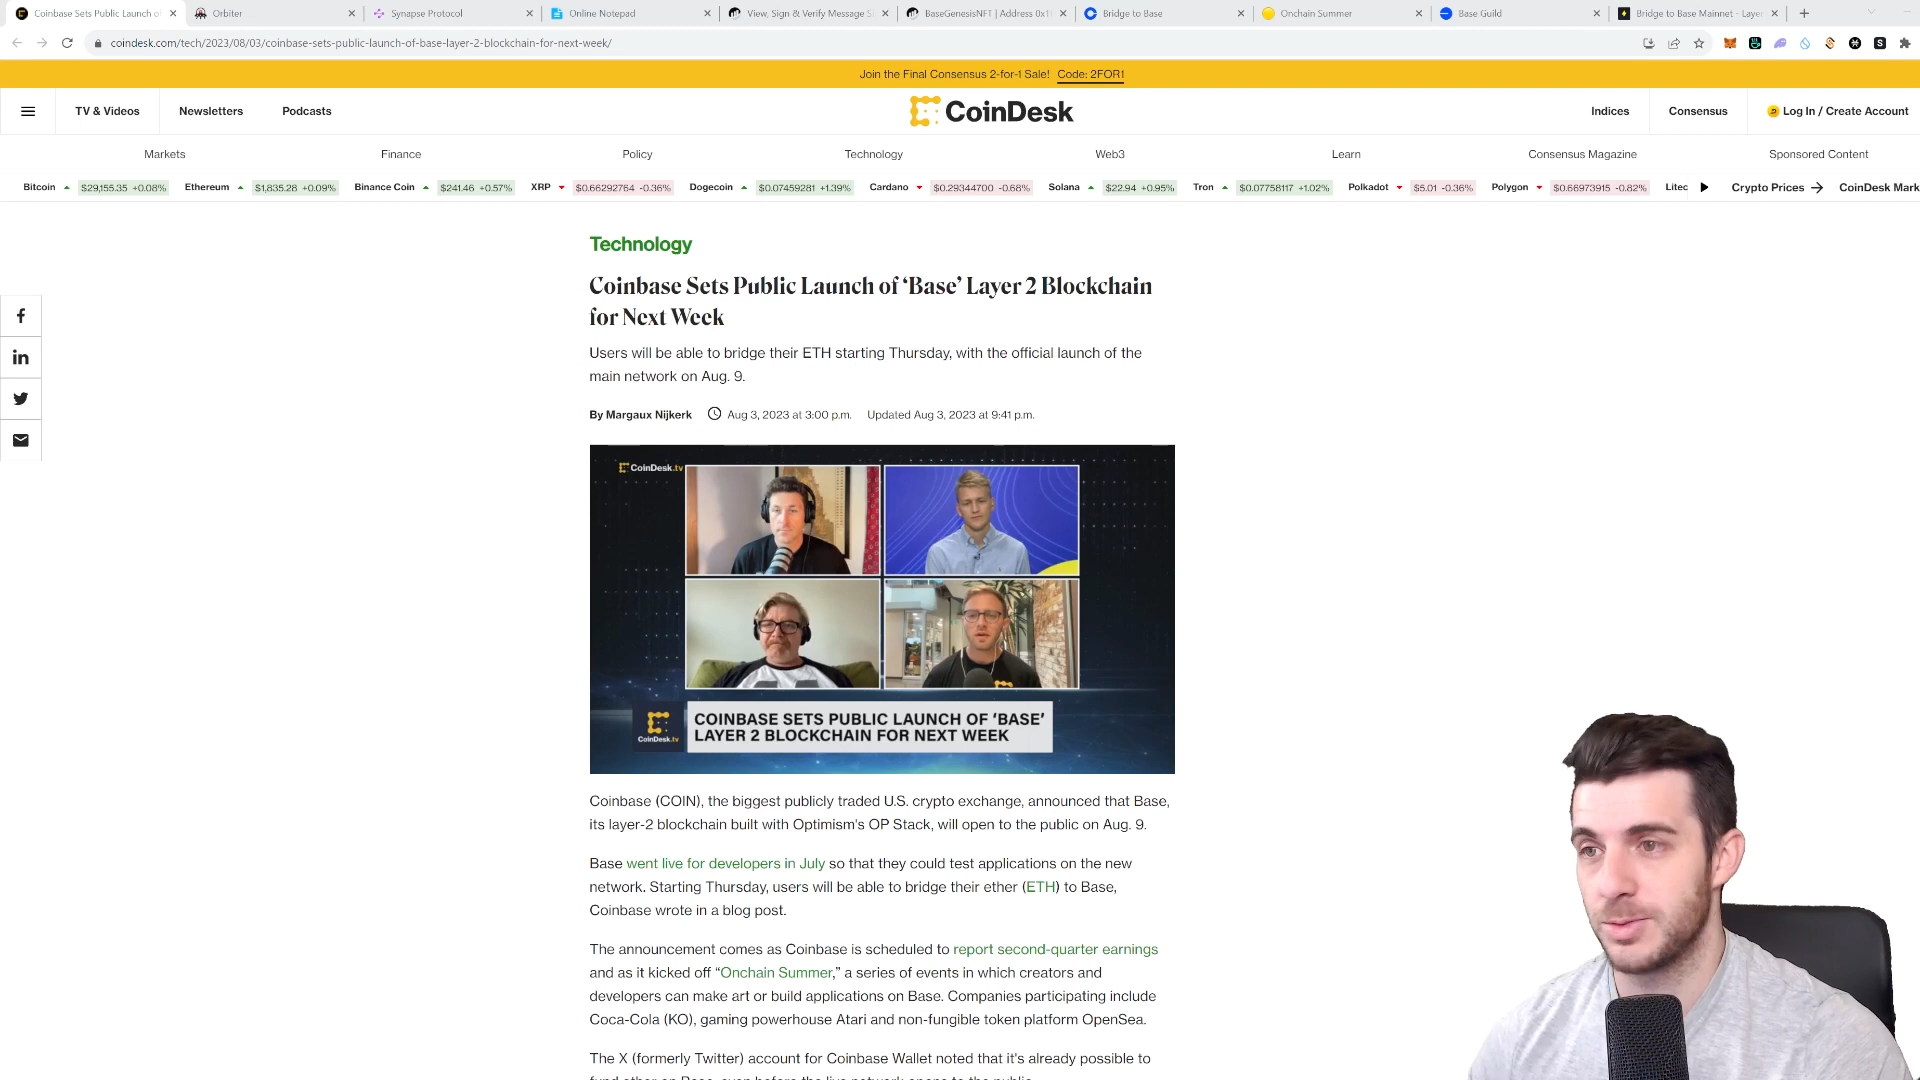 Coinbase Sets Public Launch o
Orbiter
Synapse Protocol
Online Notepad
View, Sign & Verify Message Si
BaseGenesisNFT | Address 0x1
Bridge to Base
Onchain Summer
Base Guild
Bridge to Base Mainnet - Laye
coindesk.com/tech/2023/08/03/coinbase-sets-public-launch-of-base-layer-2-blockchain-for-next-week/
Join the Final Consensus 2-for-1 Sale! Code: 2FOR1
TV & Videos
Newsletters
Podcasts
CoinDesk
Indices
Consensus
Log In / Create Account
Markets
Finance
Policy
Technology
Web3
Learn
Consensus Magazine
Sponsored Content
Bitcoin $29,155.35 +0.08% Ethereum $1,835.28 +0.09% Binance Coin $241.46 +0.57% XRP $0.66292764 -0.36% Dogecoin $0.07459281 +1.39% Cardano $0.29344700 -0.68% Solana $22.94 +0.95% Tron $0.07758117 +1.02% Polkadot $5.01 -0.36% Polygon $0.66973915 -0.82% Litec Crypto Prices → CoinDesk Mark
Technology
Coinbase Sets Public Launch of ‘Base’ Layer 2 Blockchain
for Next Week
Users will be able to bridge their ETH starting Thursday, with the official launch of the
main network on Aug. 9.
By Margaux Nijkerk Aug 3, 2023 at 3:00 p.m. Updated Aug 3, 2023 at 9:41 p.m.
CoinDesk.tv
COINBASE SETS PUBLIC LAUNCH OF 'BASE'
LAYER 2 BLOCKCHAIN FOR NEXT WEEK
CoinDesk.tv
Coinbase (COIN), the biggest publicly traded U.S. crypto exchange, announced that Base,
its layer-2 blockchain built with Optimism's OP Stack, will open to the public on Aug. 9.
Base went live for developers in July so that they could test applications on the new
network. Starting Thursday, users will be able to bridge their ether (ETH) to Base,
Coinbase wrote in a blog post.
The announcement comes as Coinbase is scheduled to report second-quarter earnings
and as it kicked off “Onchain Summer,” a series of events in which creators and
developers can make art or build applications on Base. Companies participating include
Coca-Cola (KO), gaming powerhouse Atari and non-fungible token platform OpenSea.
The X (formerly Twitter) account for Coinbase Wallet noted that it's already possible to